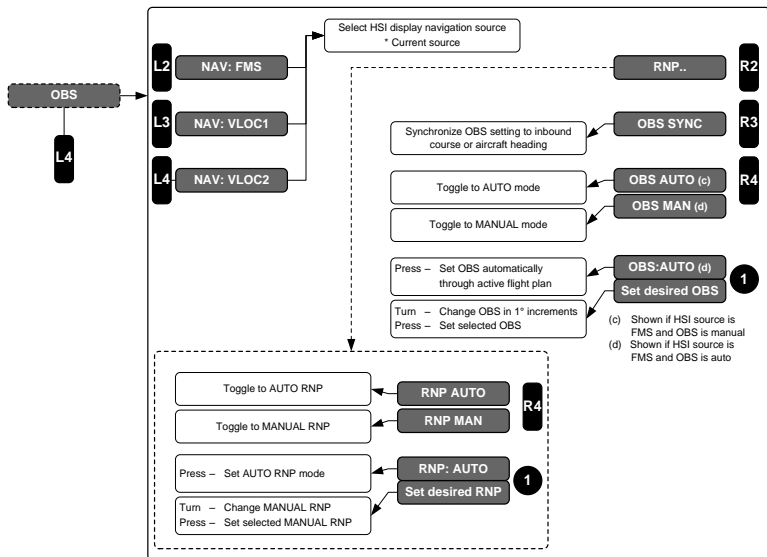 OBS
L4
L2
NAV: FMS
L3
NAV: VLOC1
L4
NAV: VLOC2
Select HSI display navigation source
* Current source
RNP..
R2
Synchronize OBS setting to inbound
course or aircraft heading
OBS SYNC
R3
Toggle to AUTO mode
OBS AUTO (c)
R4
Toggle to MANUAL mode
OBS MAN (d)
Press – Set OBS automatically
through active flight plan
OBS:AUTO (d)
1
Set desired OBS
Turn – Change OBS in 1° increments
Press – Set selected OBS
(c) Shown if HSI source is
FMS and OBS is manual
(d) Shown if HSI source is
FMS and OBS is auto
Toggle to AUTO RNP
RNP AUTO
R4
Toggle to MANUAL RNP
RNP MAN
Press – Set AUTO RNP mode
RNP: AUTO
1
Set desired RNP
Turn – Change MANUAL RNP
Press – Set selected MANUAL RNP